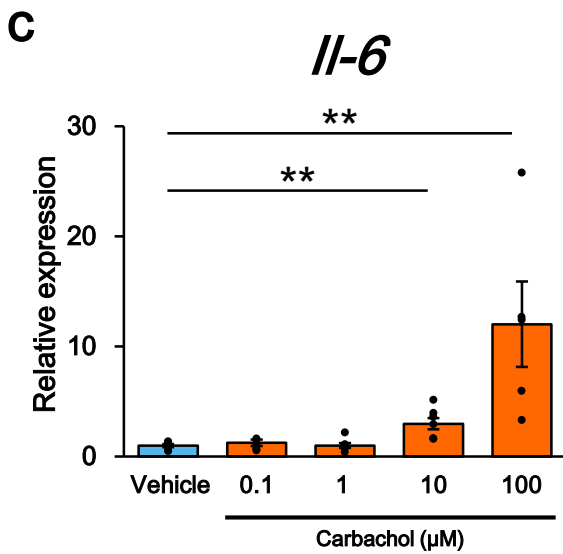 C
Il-6
**
**
Relative expression
30
20
10
0
Vehicle 0.1 1 10 100
Carbachol (µM)